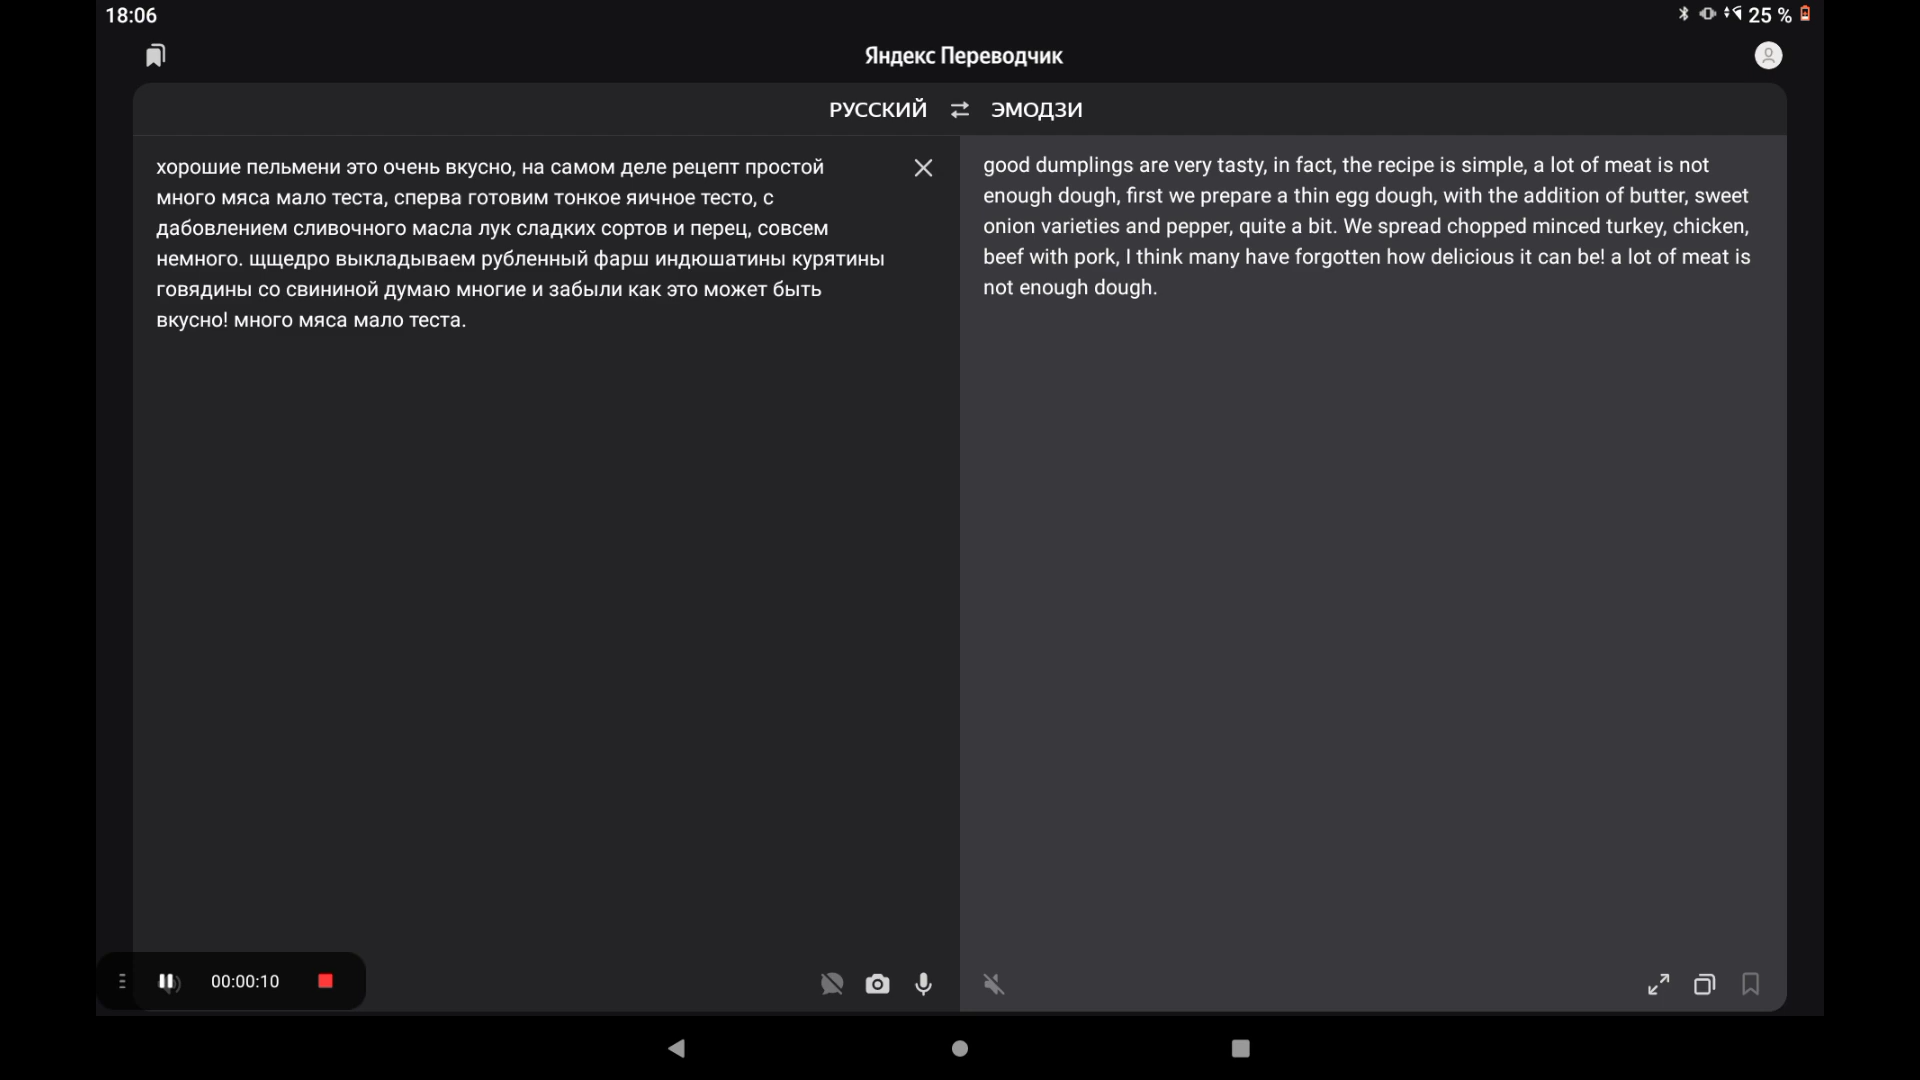 18:06
25 %
Яндекс Переводчик
РУССКИЙ
ЭМОДЗИ
хорошие пельмени это очень вкусно, на самом деле рецепт простой
много мяса мало теста, сперва готовим тонкое яичное тесто, с
дабовлением сливочного масла лук сладких сортов и перец, совсем
немного. щщедро выкладываем рубленный фарш индюшатины курятины
говядины со свининой думаю многие и забыли как это может быть
вкусно! много мяса мало теста.
good dumplings are very tasty, in fact, the recipe is simple, a lot of meat is not
enough dough, first we prepare a thin egg dough, with the addition of butter, sweet
onion varieties and pepper, quite a bit. We spread chopped minced turkey, chicken,
beef with pork, I think many have forgotten how delicious it can be! a lot of meat is
not enough dough.
00:00:10